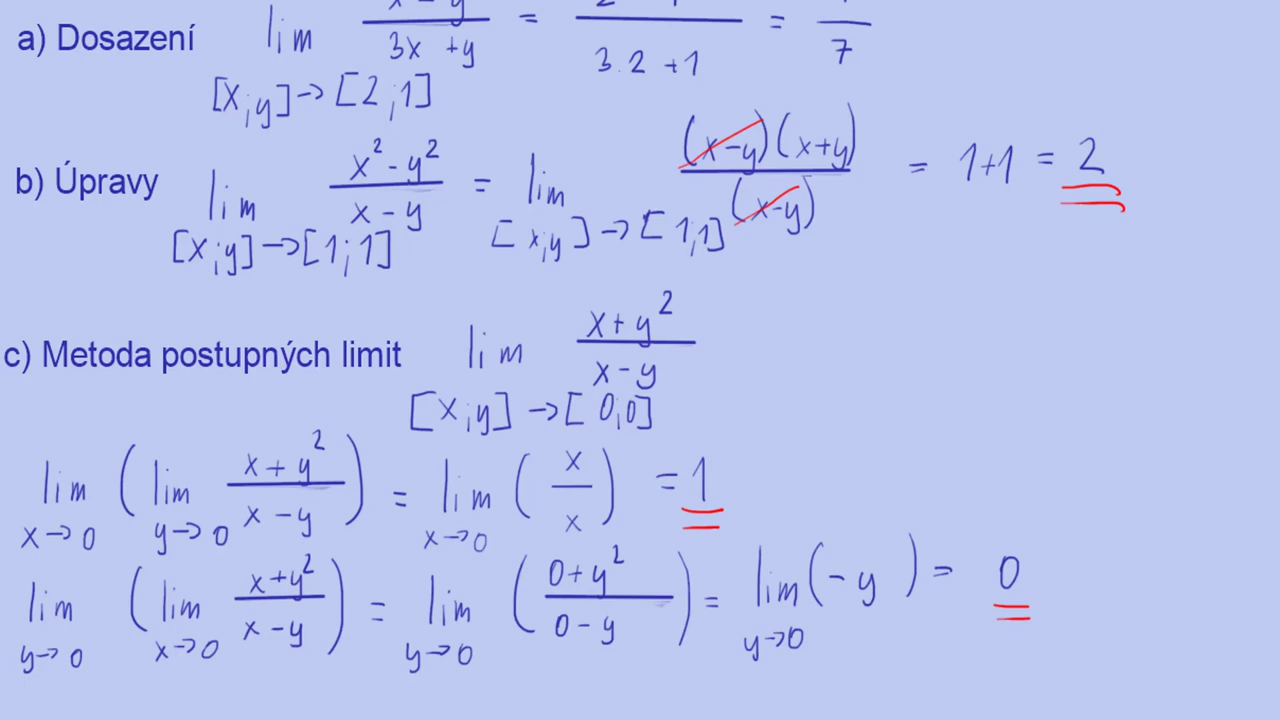 a) Dosazení lim 3x + y = 3.2 + 1 = 7
[x;y] → [2;1]
b) Úpravy lim x² - y² / x - y = lim (x-y)(x+y) / (x-y) = 1+1 = 2
[x;y] → [1;1] [x;y] → [1;1]
c) Metoda postupných limit lim x + y² / x - y
[x;y] → [0;0]
lim ( lim x + y² / x - y ) = lim ( x / x ) = 1
x→0 y→0 x→0
lim ( lim x+y² / x-y ) = lim ( 0+y² / 0-y ) = lim (-y) = 0
y→0 x→0 y→0 y→0